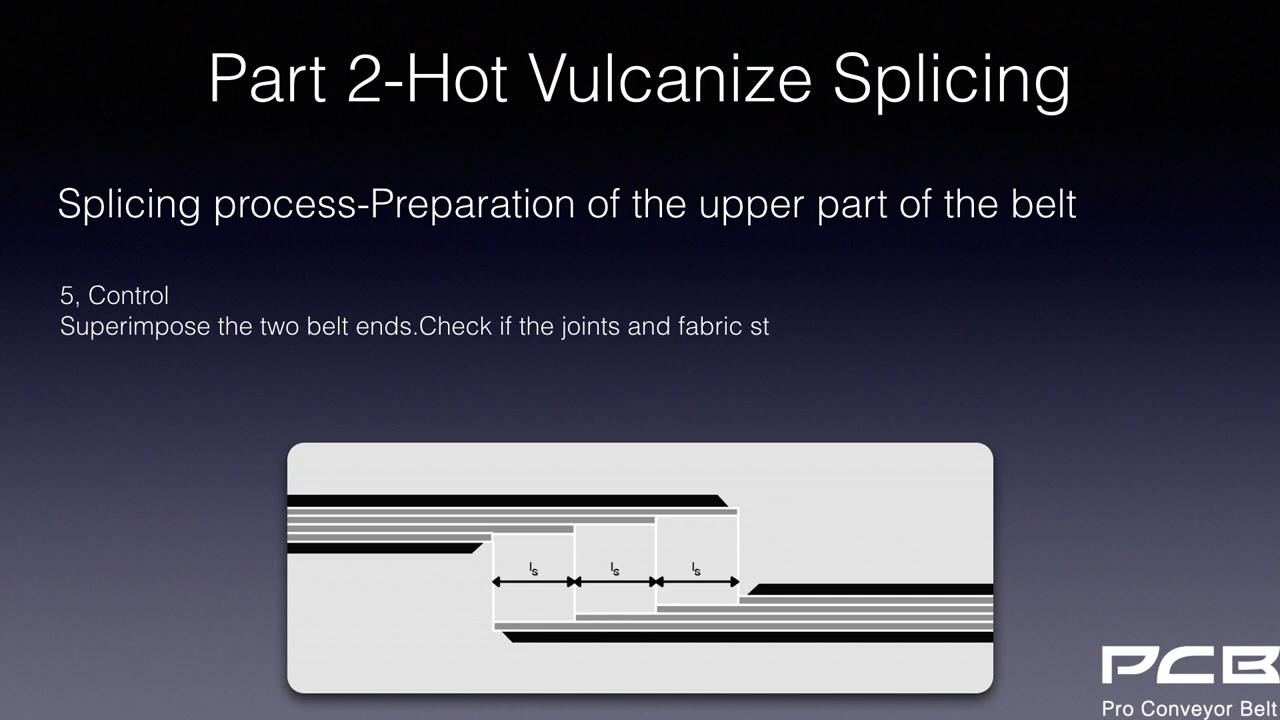 Part 2-Hot Vulcanize Splicing
Splicing process-Preparation of the upper part of the belt
5, Control
Superimpose the two belt ends.Check if the joints and fabric st
ls ls ls
PCB
Pro Conveyor Belt